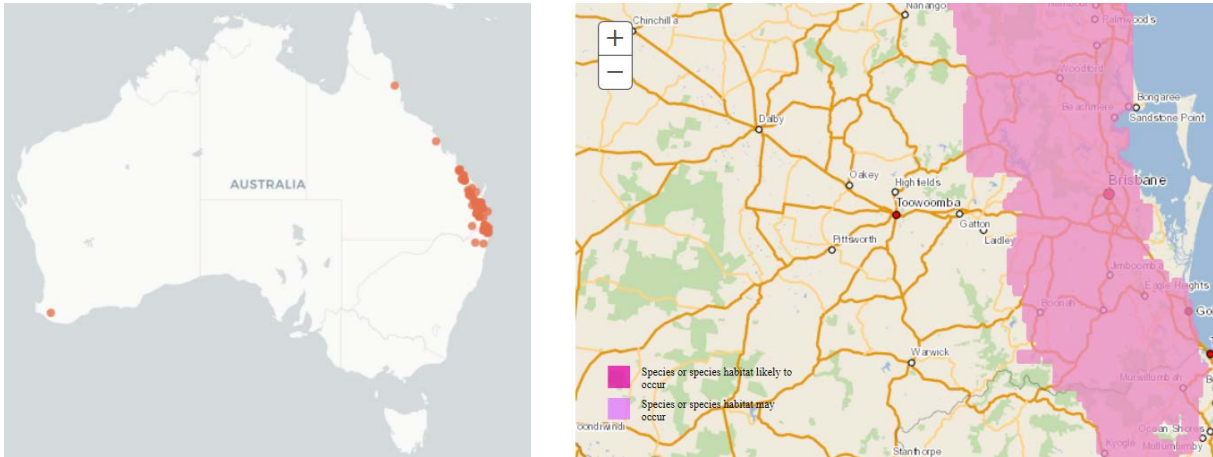 AUSTRALIA
+
−
Chinchilla
Nanango
Palmwoods
Woodford
Bongaree
Beachmere
Sandstone Point
Dalby
Oakey
Highfields
Brisbane
Toowoomba
Gatton
Laidley
Pittsworth
Jimboomba
Eagle Heights
Boonah
Gol
Warwick
Species or species habitat likely to
occur
Murwillumbah
Species or species habitat may
occur
oondiwindi
Ocean Shores
Mullumbimby
Stanthorpe
Kyogle